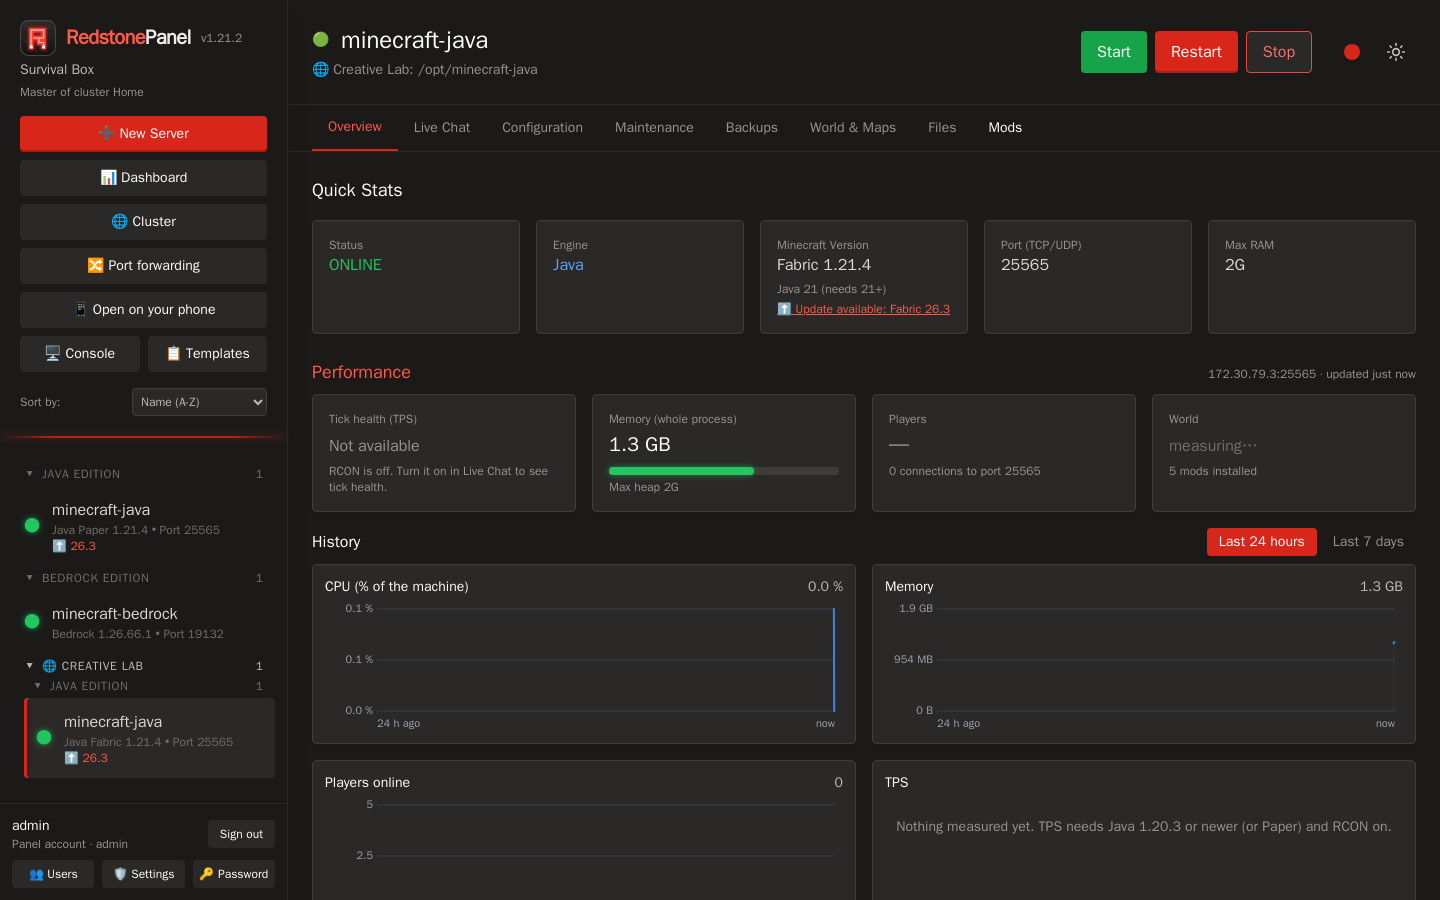 RedstonePanel v1.21.2
Survival Box
Master of cluster Home
New Server
Dashboard
Cluster
Port forwarding
Open on your phone
Console
Templates
Sort by:
Name (A-Z)
JAVA EDITION 1
minecraft-java
Java Paper 1.21.4 • Port 25565
26.3
BEDROCK EDITION 1
minecraft-bedrock
Bedrock 1.26.66.1 • Port 19132
CREATIVE LAB 1
JAVA EDITION 1
minecraft-java
Java Fabric 1.21.4 • Port 25565
26.3
admin
Panel account · admin
Sign out
Users
Settings
Password
minecraft-java
Creative Lab: /opt/minecraft-java
Start
Restart
Stop
Overview
Live Chat
Configuration
Maintenance
Backups
World & Maps
Files
Mods
Quick Stats
Status
ONLINE
Engine
Java
Minecraft Version
Fabric 1.21.4
Java 21 (needs 21+)
Update available: Fabric 26.3
Port (TCP/UDP)
25565
Max RAM
2G
Performance
172.30.79.3:25565 · updated just now
Tick health (TPS)
Not available
RCON is off. Turn it on in Live Chat to see
tick health.
Memory (whole process)
1.3 GB
Max heap 2G
Players
—
0 connections to port 25565
World
measuring…
5 mods installed
History
Last 24 hours
Last 7 days
CPU (% of the machine) 0.0 %
0.1 %
0.1 %
0.0 %
24 h ago now
Memory 1.3 GB
1.9 GB
954 MB
0 B
24 h ago now
Players online 0
5
2.5
TPS
Nothing measured yet. TPS needs Java 1.20.3 or newer (or Paper) and RCON on.